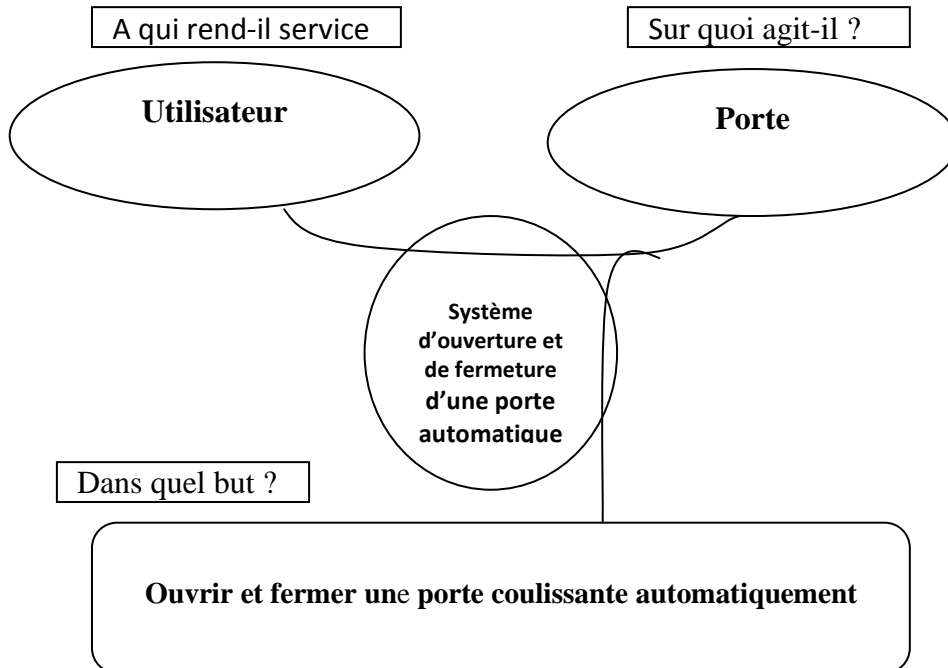 A qui rend-il service
Sur quoi agit-il ?
Utilisateur
Porte
Système
d’ouverture et
de fermeture
d’une porte
automatique
Dans quel but ?
Ouvrir et fermer une porte coulissante automatiquement